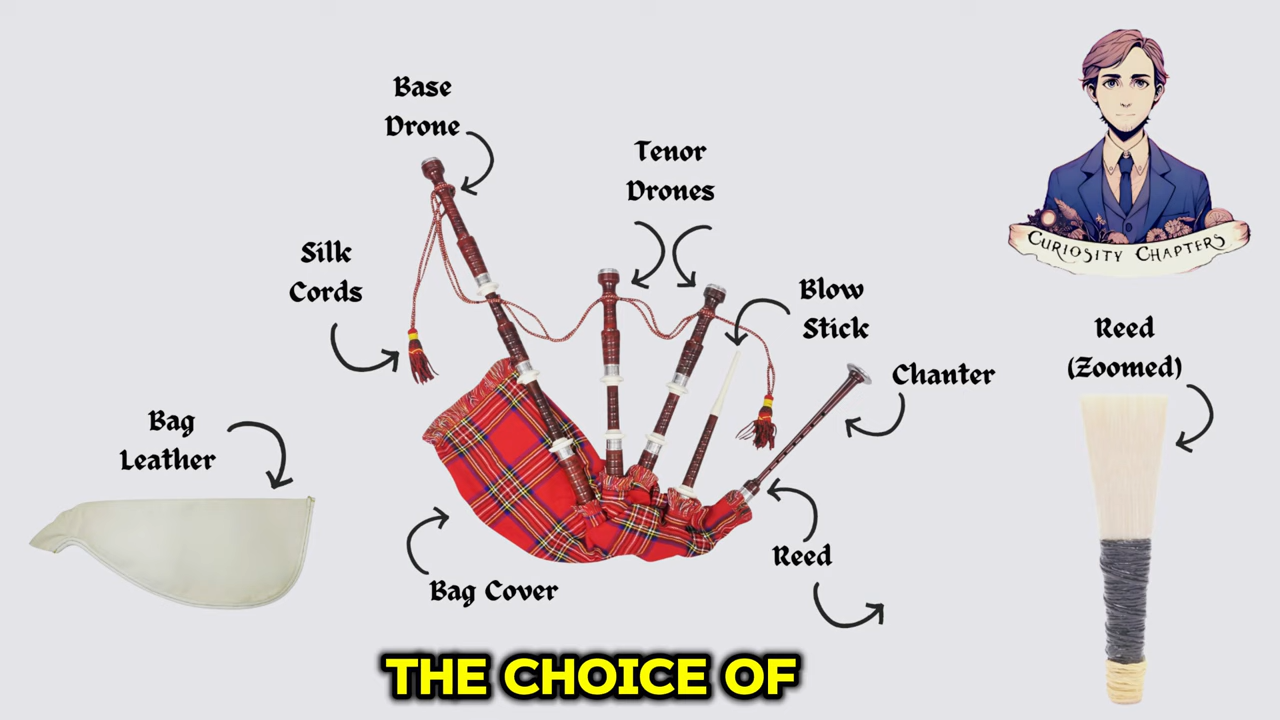 Base
Drone
Tenor
Drones
Silk
Cords
Blow
Stick
CURIOSITY CHAPTERS
Reed
(Zoomed)
Chanter
Bag
Leather
Reed
Bag Cover
THE CHOICE OF